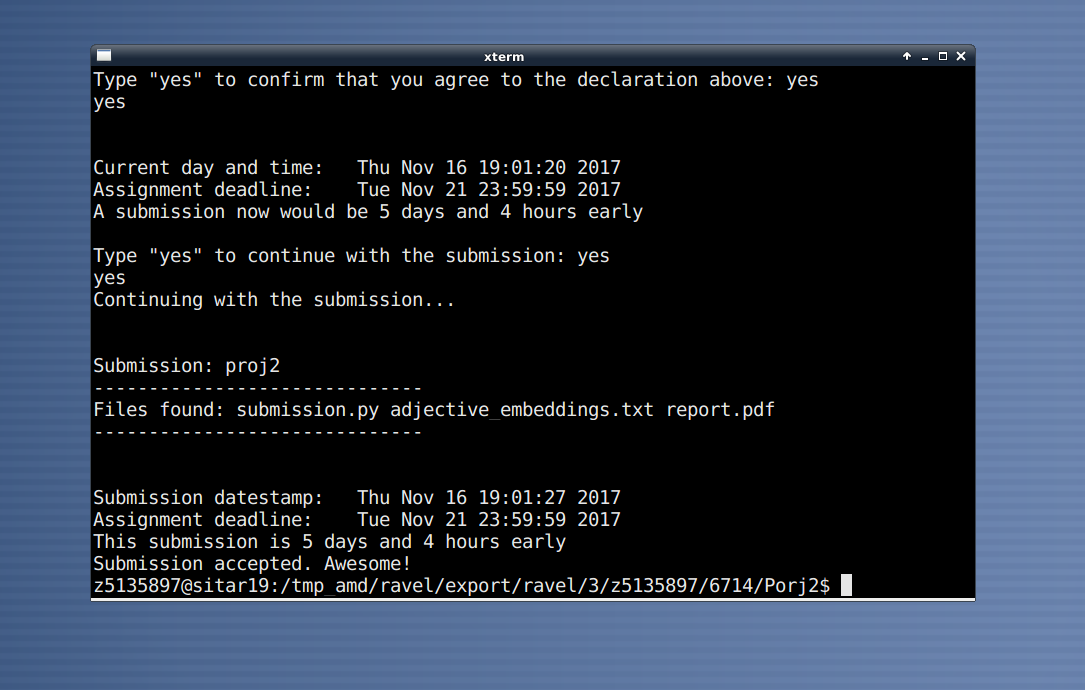 xterm
Type "yes" to confirm that you agree to the declaration above: yes
yes
Current day and time:   Thu Nov 16 19:01:20 2017
Assignment deadline:    Tue Nov 21 23:59:59 2017
A submission now would be 5 days and 4 hours early
Type "yes" to continue with the submission: yes
yes
Continuing with the submission...
Submission: proj2
------------------------------
Files found: submission.py adjective_embeddings.txt report.pdf
------------------------------
Submission datestamp:   Thu Nov 16 19:01:27 2017
Assignment deadline:    Tue Nov 21 23:59:59 2017
This submission is 5 days and 4 hours early
Submission accepted. Awesome!
z5135897@sitar19:/tmp_amd/ravel/export/ravel/3/z5135897/6714/Porj2$